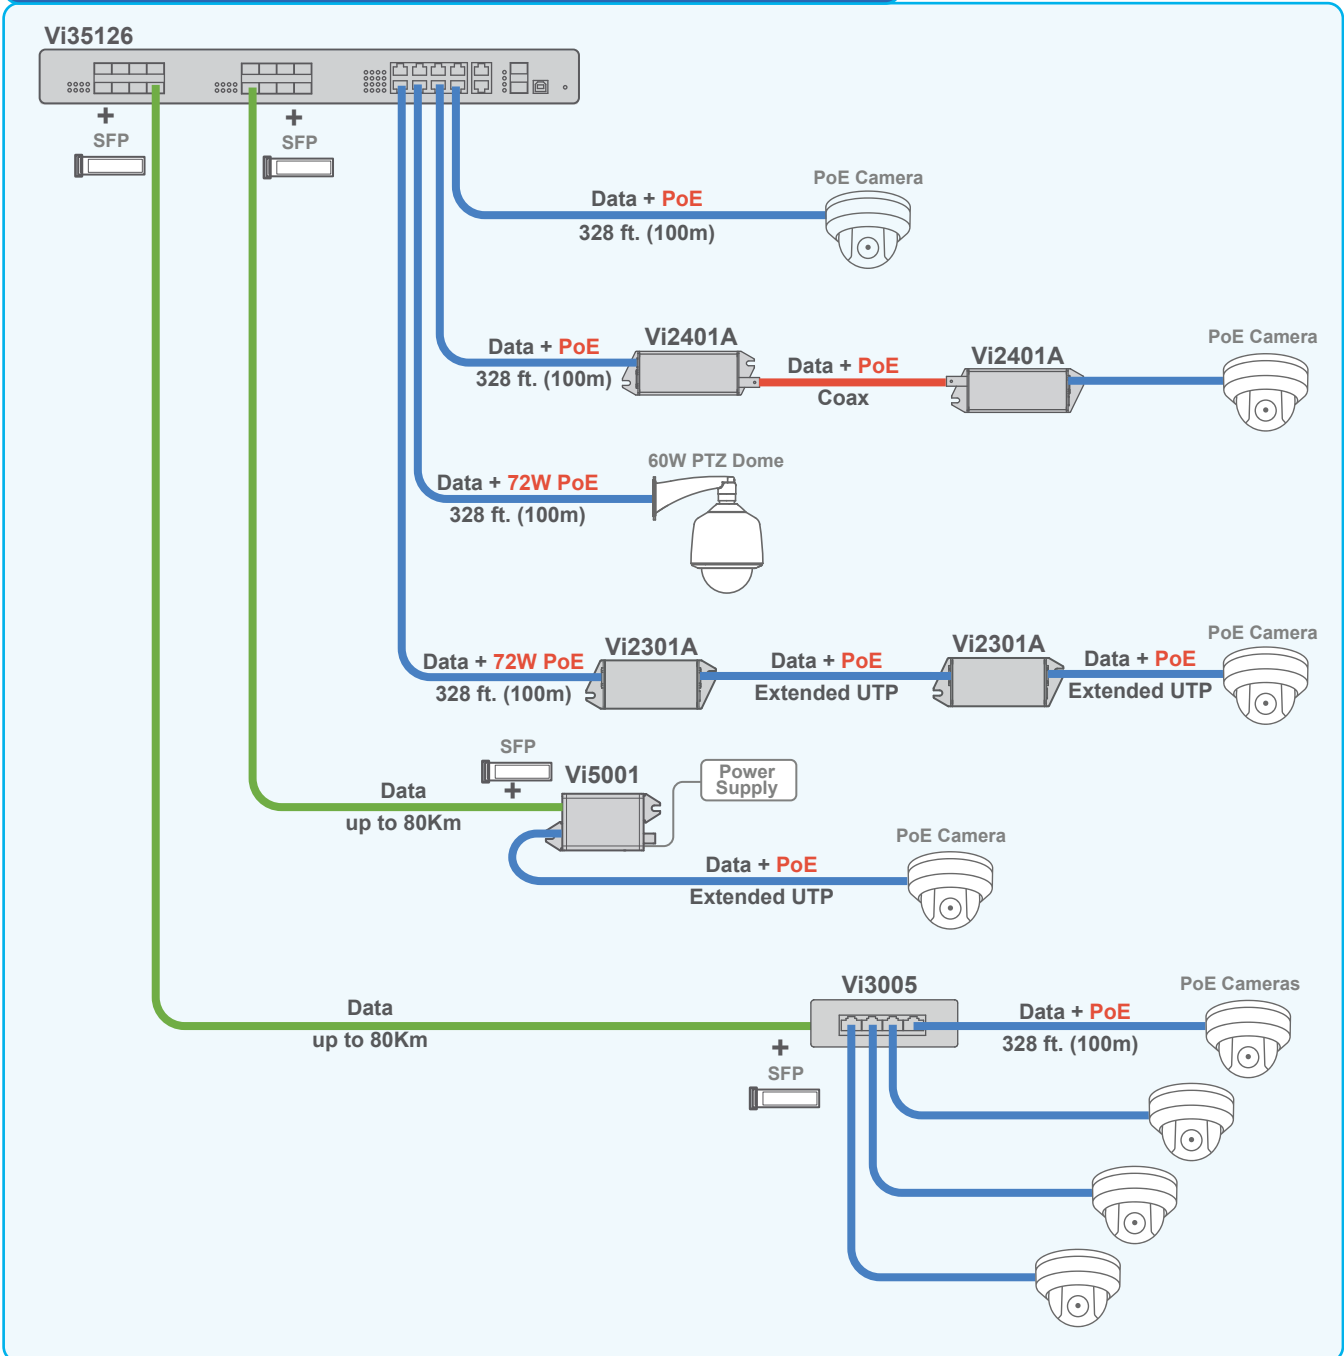 Vi35126
+
SFP
+
SFP
PoE Camera
Data + PoE
328 ft. (100m)
Vi2401A
Data + PoE
328 ft. (100m)
Data + PoE
Coax
Vi2401A
PoE Camera
60W PTZ Dome
Data + 72W PoE
328 ft. (100m)
Vi2301A
Data + 72W PoE
328 ft. (100m)
Data + PoE
Extended UTP
Vi2301A
Data + PoE
Extended UTP
PoE Camera
SFP
+
Vi5001
Power
Supply
Data
up to 80Km
Data + PoE
Extended UTP
PoE Camera
Data
up to 80Km
Vi3005
+
SFP
Data + PoE
328 ft. (100m)
PoE Cameras